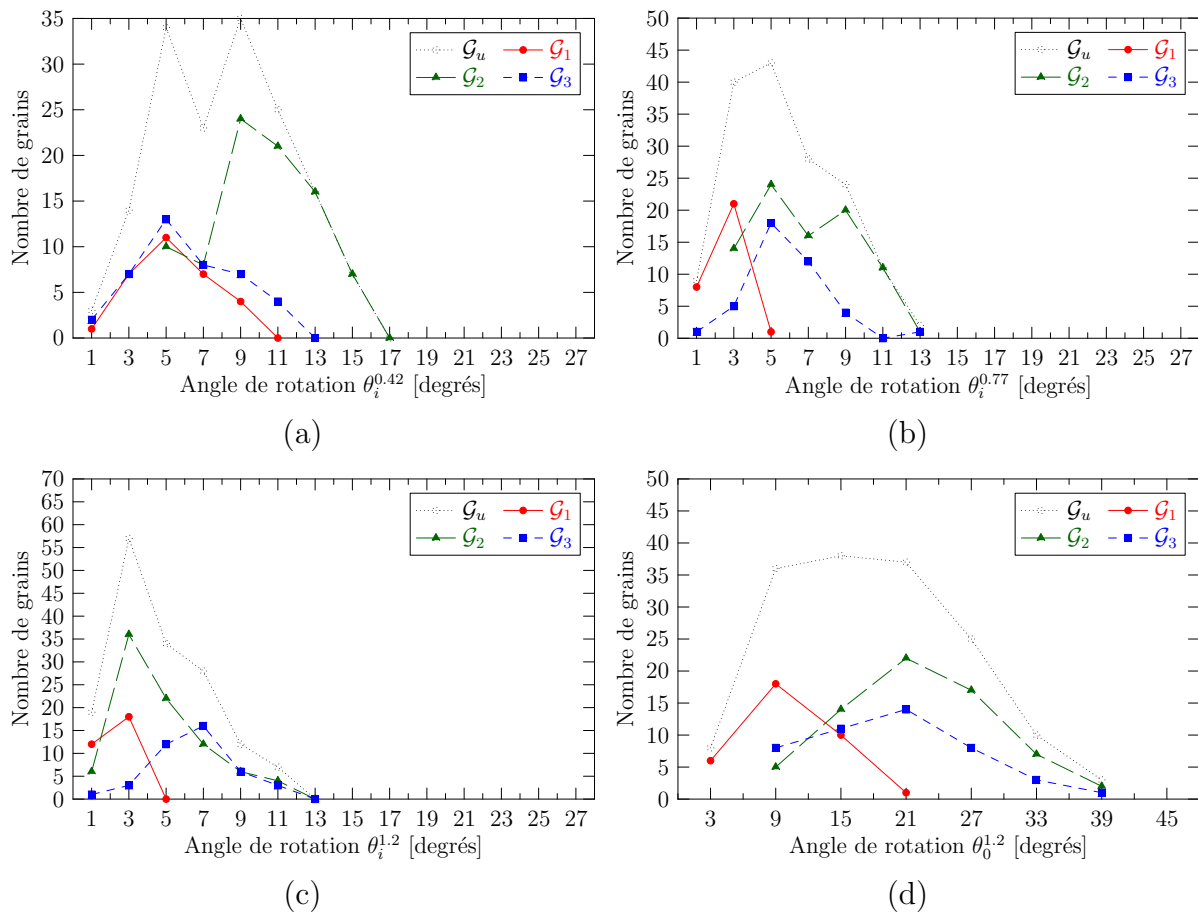 35
30
25
20
15
10
5
0
Nombre de grains
𝒢u 𝒢1
𝒢2 𝒢3
1 3 5 7 9 11 13 15 17 19 21 23 25 27
Angle de rotation θ_i^0.42 [degrés]
(a)
50
45
40
35
30
25
20
15
10
5
0
Nombre de grains
𝒢u 𝒢1
𝒢2 𝒢3
1 3 5 7 9 11 13 15 17 19 21 23 25 27
Angle de rotation θ_i^0.77 [degrés]
(b)
70
65
60
55
50
45
40
35
30
25
20
15
10
5
0
Nombre de grains
𝒢u 𝒢1
𝒢2 𝒢3
1 3 5 7 9 11 13 15 17 19 21 23 25 27
Angle de rotation θ_i^1.2 [degrés]
(c)
50
45
40
35
30
25
20
15
10
5
0
Nombre de grains
𝒢u 𝒢1
𝒢2 𝒢3
3 9 15 21 27 33 39 45
Angle de rotation θ_0^1.2 [degrés]
(d)